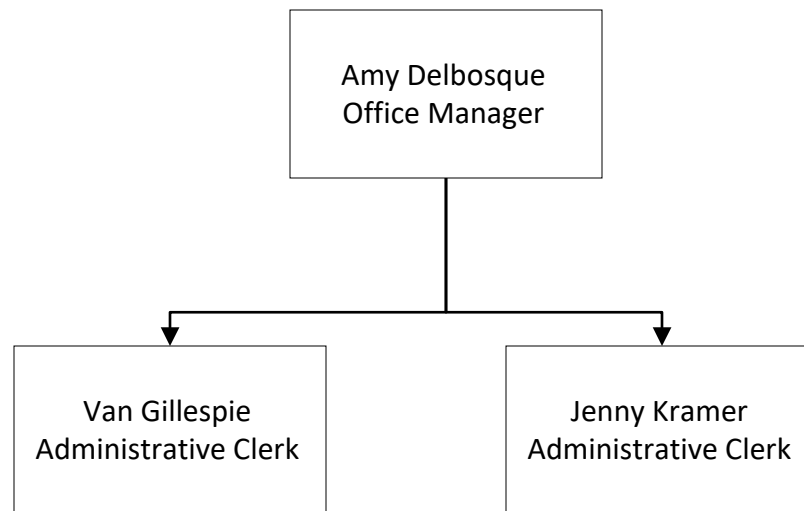 Amy Delbosque
Office Manager
Van Gillespie
Administrative Clerk
Jenny Kramer
Administrative Clerk